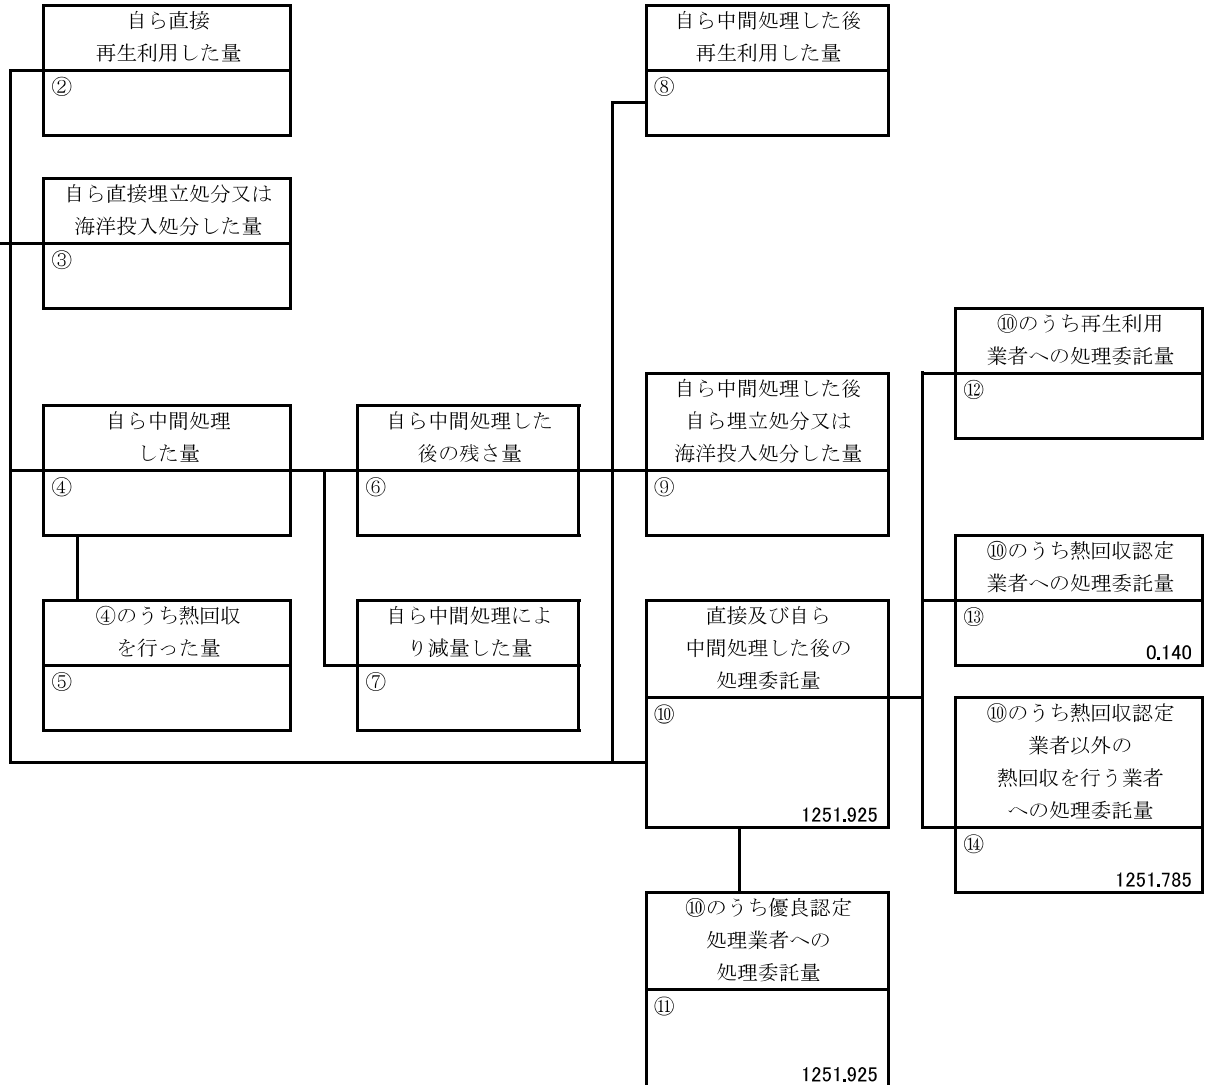 自ら直接
再生利用した量
②
自ら中間処理した後
再生利用した量
⑧
自ら直接埋立処分又は
海洋投入処分した量
③
⑩のうち再生利用
業者への処理委託量
⑫
自ら中間処理
した量
④
自ら中間処理した
後の残さ量
⑥
自ら中間処理した後
自ら埋立処分又は
海洋投入処分した量
⑨
⑩のうち熱回収認定
業者への処理委託量
⑬
0.140
④のうち熱回収
を行った量
⑤
自ら中間処理によ
り減量した量
⑦
直接及び自ら
中間処理した後の
処理委託量
⑩
1251.925
⑩のうち熱回収認定
業者以外の
熱回収を行う業者
への処理委託量
⑭
1251.785
⑩のうち優良認定
処理業者への
処理委託量
⑪
1251.925